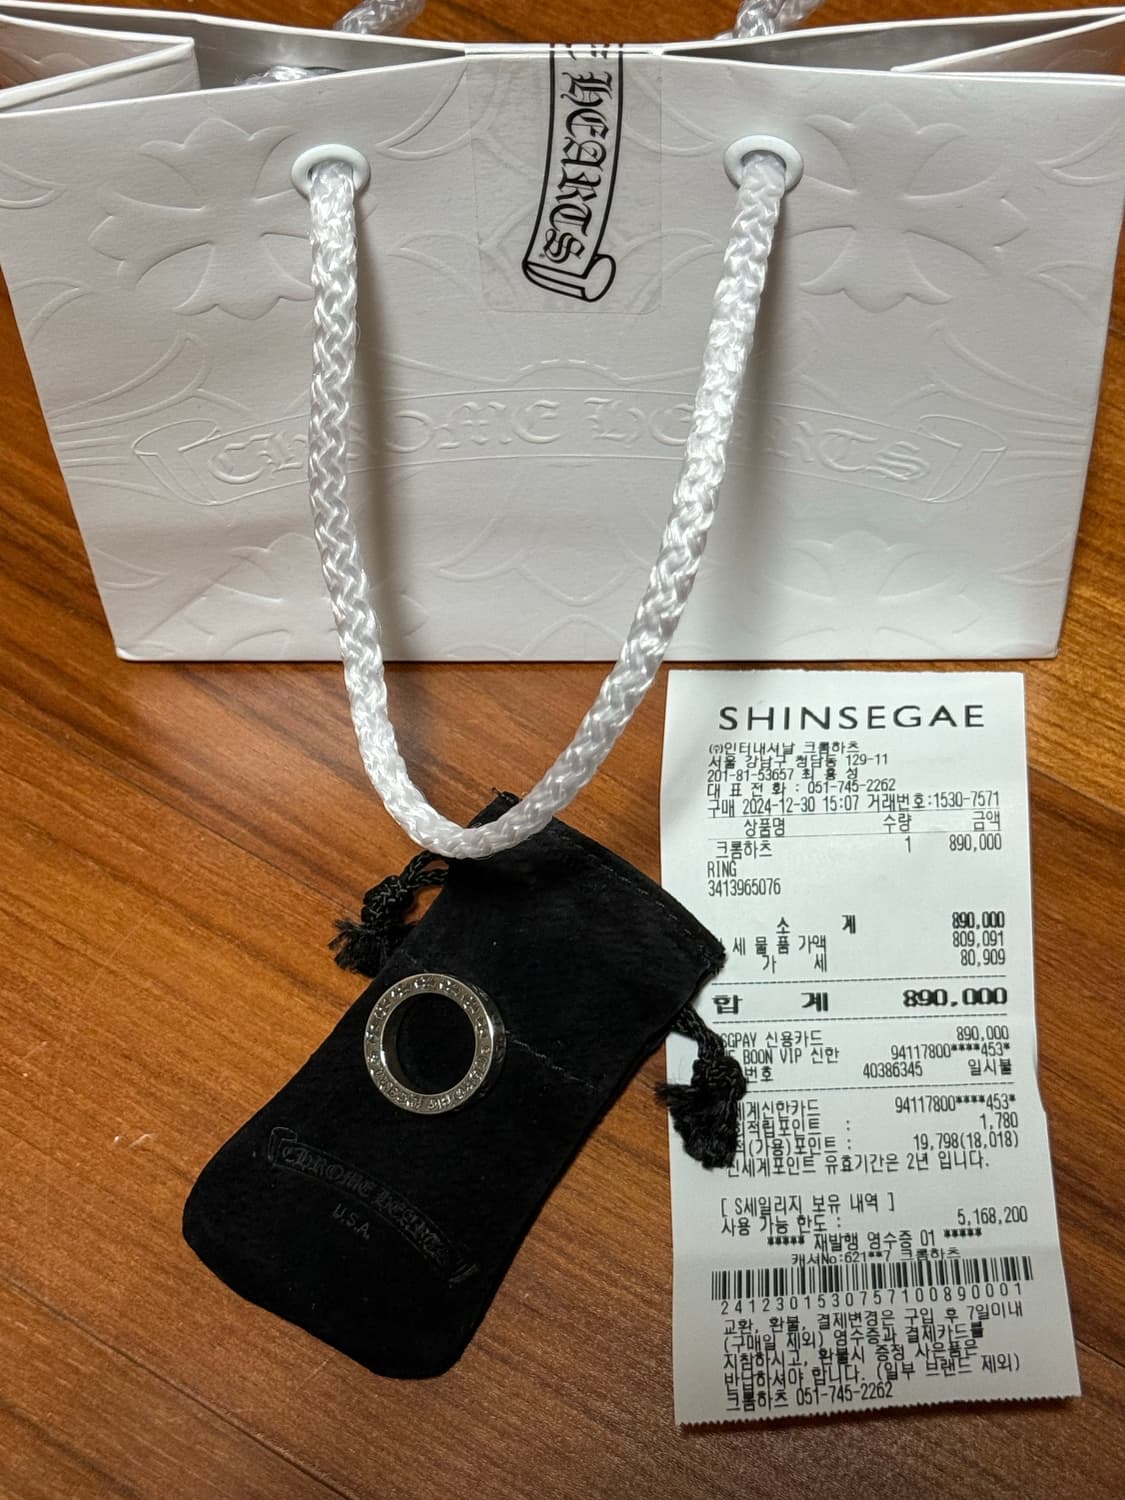 HEARTS
CHROME HEARTS
SHINSEGAE
㈜인터내셔날 크롬하츠
서울 강남구 청담동 129-11
201-81-53657 최 용 성
대 표 전 화 : 051-745-2262
구매 2024-12-30 15:07 거래번호:1530-7571
상품명 수량 금액
크롬하츠 1 890,000
RING
3413965076
소 계 890,000
세 물 품 가액 809,091
가 세 80,909
합 계 890,000
SGPAY 신용카드 890,000
BOON VIP 신한 94117800****453*
번호 40386345 일시불
세계신한카드 94117800****453*
적립포인트 : 1,780
(가용)포인트 : 19,798(18,018)
신세계포인트 유효기간은 2년 입니다.
[ S세일리지 보유 내역 ]
사용 가능 한도 : 5,168,200
***** 재발행 영수증 01 *****
캐셔No:621**7 크롬하츠
2412301530757100890001
교환, 환불, 결제변경은 구입 후 7일이내
(구매일 제외) 영수증과 결제카드를
지참하시고, 환불시 증정 사은품은
반납하셔야 합니다. (일부 브랜드 제외)
크롬하츠 051-745-2262
CHROME HEARTS
U.S.A.